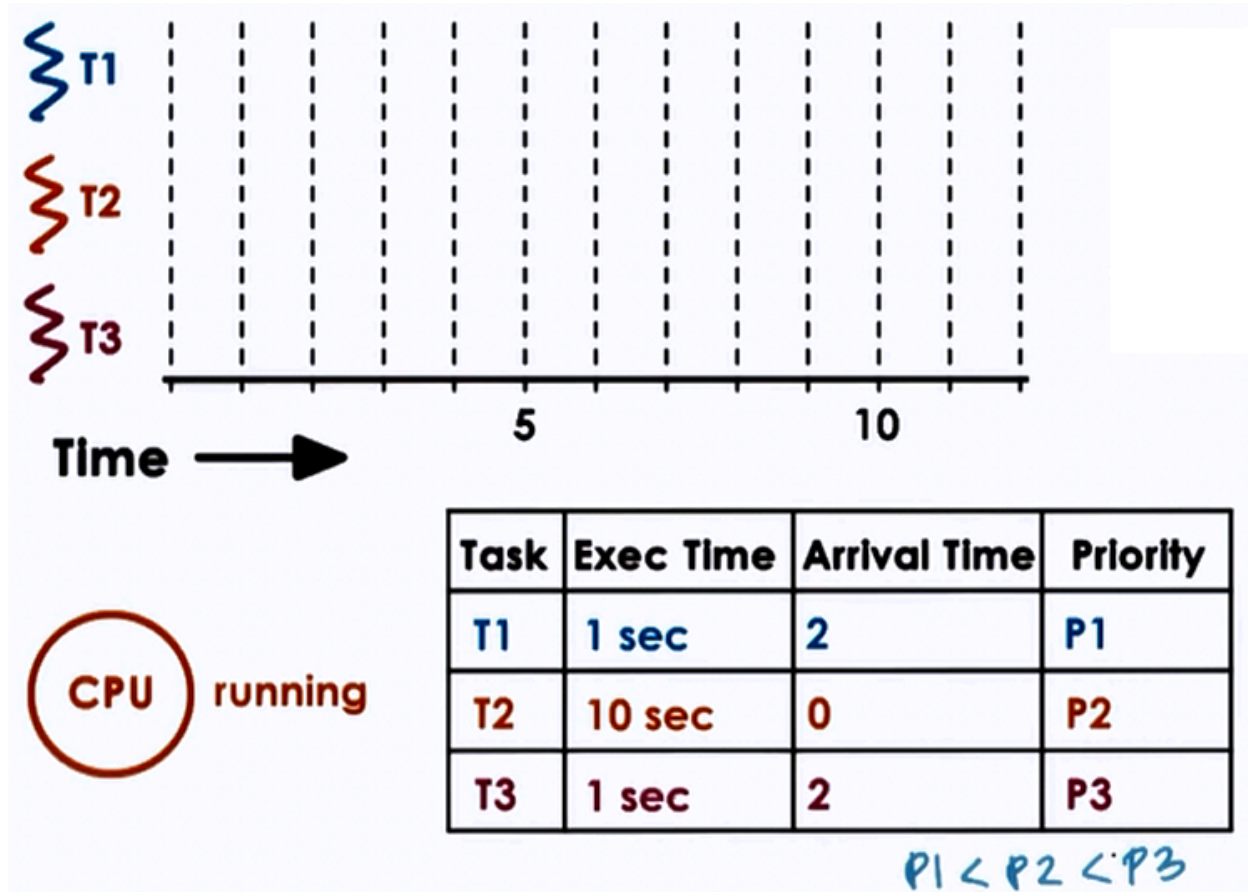 T1
T2
T3
5 10
Time
Task Exec Time Arrival Time Priority
T1 1 sec 2 P1
T2 10 sec 0 P2
T3 1 sec 2 P3
CPU running
P1 < P2 < P3